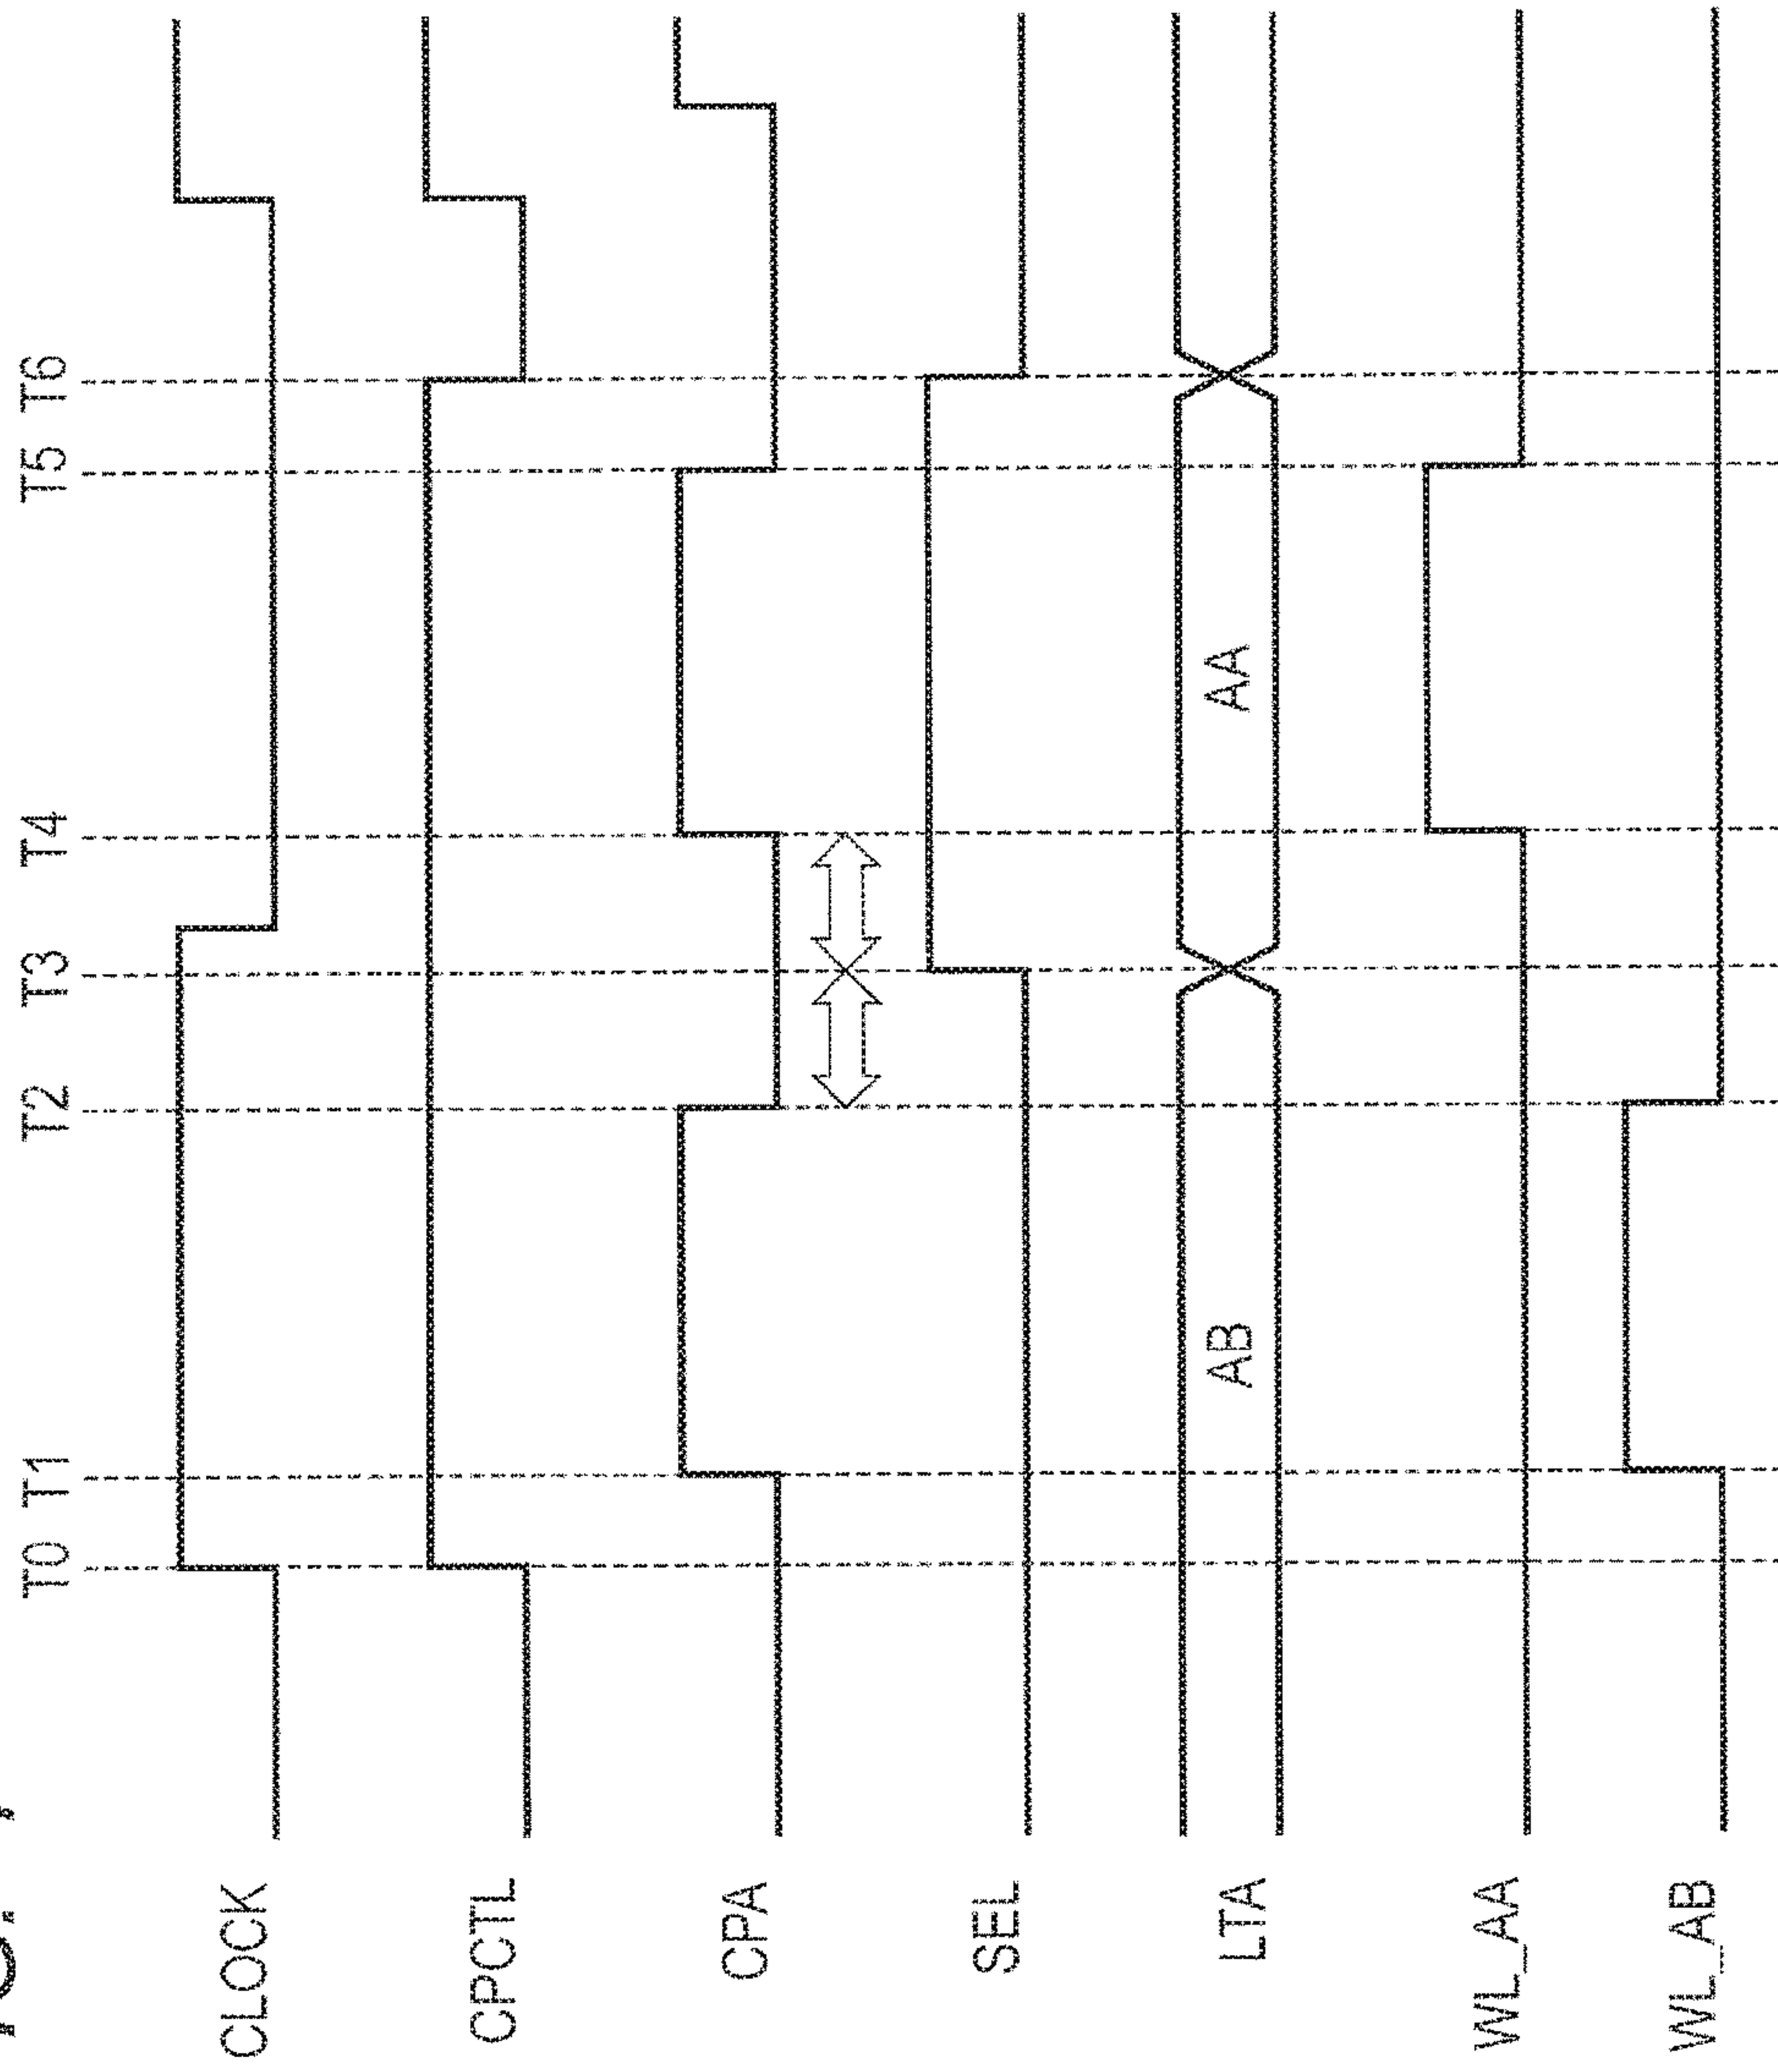 T0 T1 T2 T3 T4 T5 T6
CLOCK
CPCTL
CPA
SEL
LTA AB AA
WL_AA
WL_AB